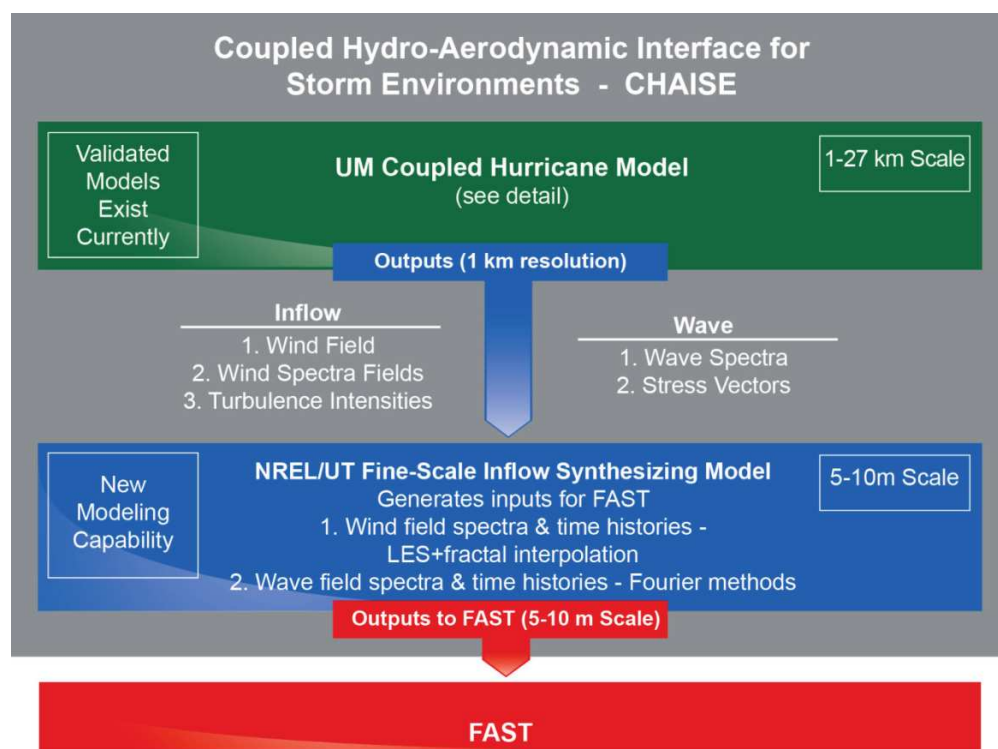 Coupled Hydro-Aerodynamic Interface for
Storm Environments - CHAISE
Validated
Models
Exist
Currently
UM Coupled Hurricane Model
(see detail)
1-27 km Scale
Outputs (1 km resolution)
Inflow
1. Wind Field
2. Wind Spectra Fields
3. Turbulence Intensities
Wave
1. Wave Spectra
2. Stress Vectors
New
Modeling
Capability
NREL/UT Fine-Scale Inflow Synthesizing Model
Generates inputs for FAST
1. Wind field spectra & time histories -
LES+fractal interpolation
2. Wave field spectra & time histories - Fourier methods
5-10m Scale
Outputs to FAST (5-10 m Scale)
FAST